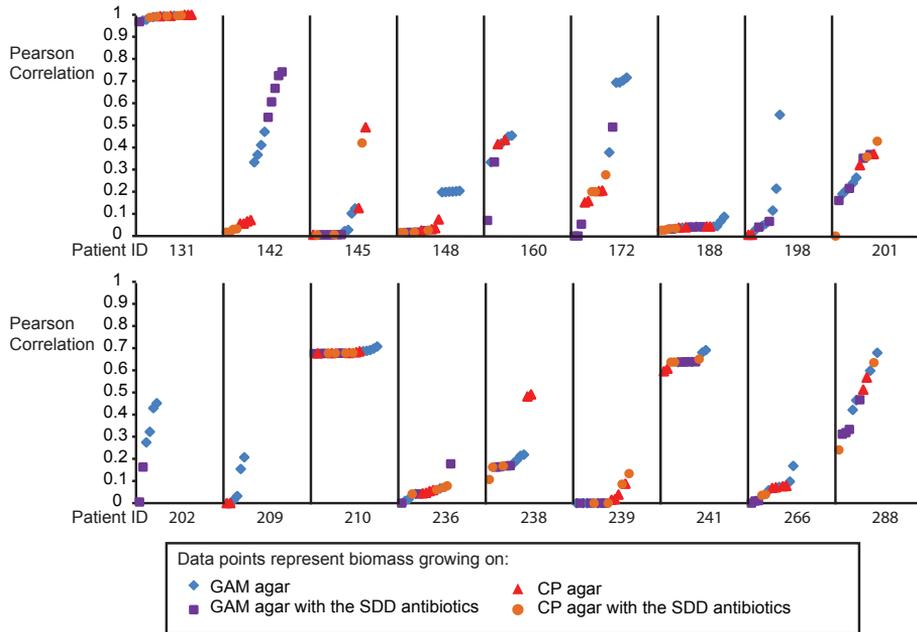 1
0.9
Pearson 0.8
Correlation 0.7
0.6
0.5
0.4
0.3
0.2
0.1
0
Patient ID 131 142 145 148 160 172 188 198 201
1
0.9
Pearson 0.8
Correlation 0.7
0.6
0.5
0.4
0.3
0.2
0.1
0
Patient ID 202 209 210 236 238 239 241 266 288
Data points represent biomass growing on:
GAM agar CP agar
GAM agar with the SDD antibiotics CP agar with the SDD antibiotics